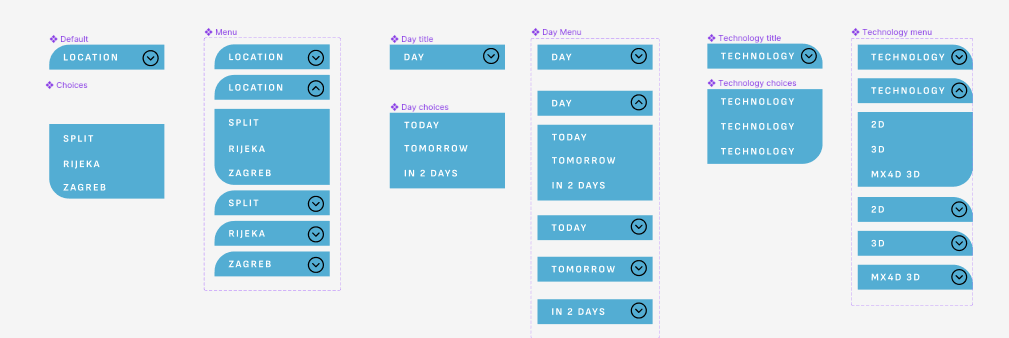 Default
LOCATION
Choices
SPLIT
RIJEKA
ZAGREB
Menu
LOCATION
LOCATION
SPLIT
RIJEKA
ZAGREB
SPLIT
RIJEKA
ZAGREB
Day title
DAY
Day choices
TODAY
TOMORROW
IN 2 DAYS
Day Menu
DAY
DAY
TODAY
TOMORROW
IN 2 DAYS
TODAY
TOMORROW
IN 2 DAYS
Technology title
TECHNOLOGY
Technology choices
TECHNOLOGY
TECHNOLOGY
TECHNOLOGY
Technology menu
TECHNOLOGY
TECHNOLOGY
2D
3D
MX4D 3D
2D
3D
MX4D 3D